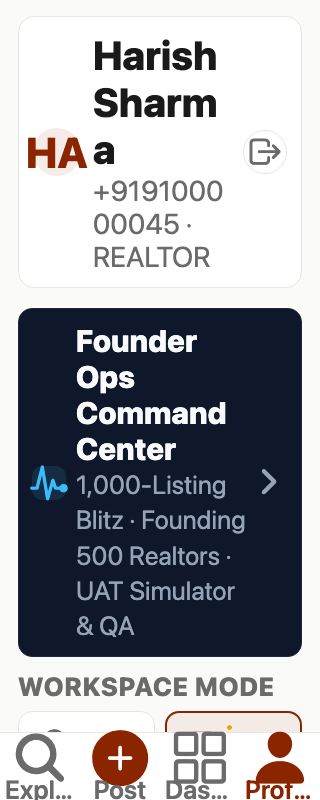 Harish
Sharm
a
HA
+9191000
00045 ·
REALTOR
Founder
Ops
Command
Center
1,000-Listing
Blitz · Founding
500 Realtors ·
UAT Simulator
& QA
WORKSPACE MODE
Expl...
Post
Das...
Prof...